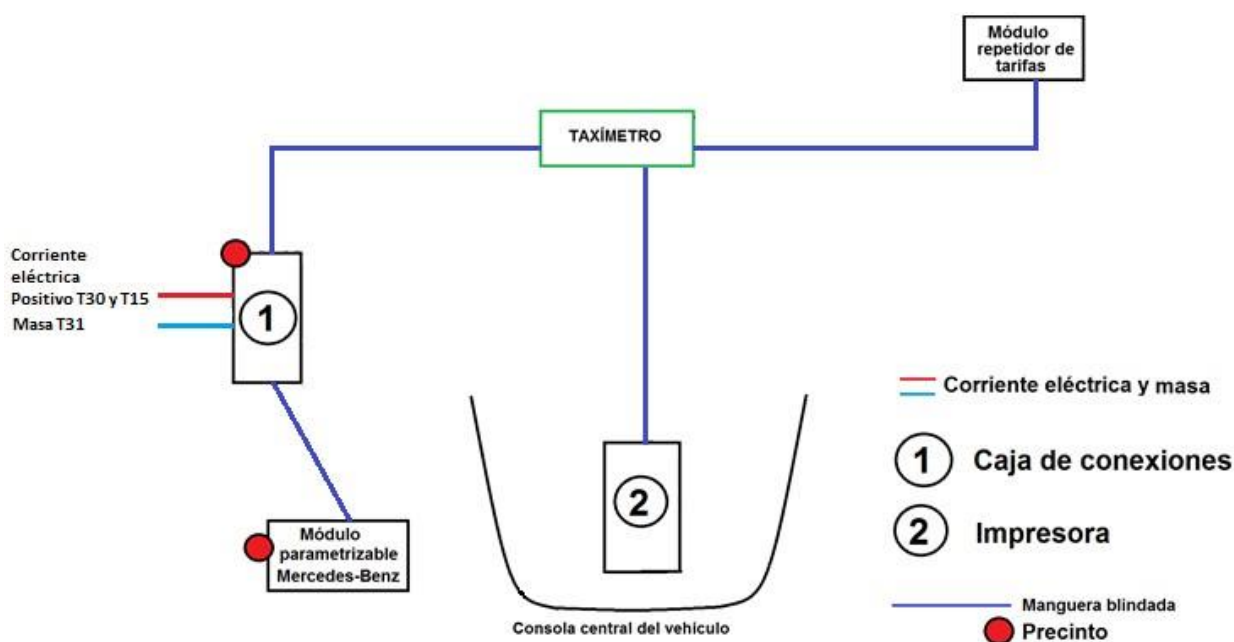 Módulo
repetidor de
tarifas
TAXÍMETRO
Corriente
eléctrica
Positivo T30 y T15
Masa T31
1
Módulo
parametrizable
Mercedes-Benz
2
Consola central del vehículo
Corriente eléctrica y masa
1 Caja de conexiones
2 Impresora
Manguera blindada
Precinto